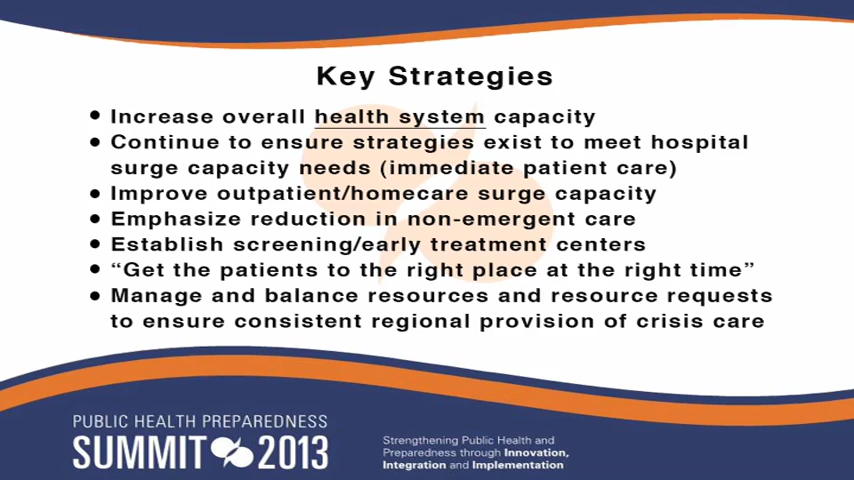 Key Strategies
• Increase overall health system capacity
• Continue to ensure strategies exist to meet hospital
surge capacity needs (immediate patient care)
• Improve outpatient/homecare surge capacity
• Emphasize reduction in non-emergent care
• Establish screening/early treatment centers
• “Get the patients to the right place at the right time”
• Manage and balance resources and resource requests
to ensure consistent regional provision of crisis care
PUBLIC HEALTH PREPAREDNESS
SUMMIT 2013
Strengthening Public Health and
Preparedness through Innovation,
Integration and Implementation